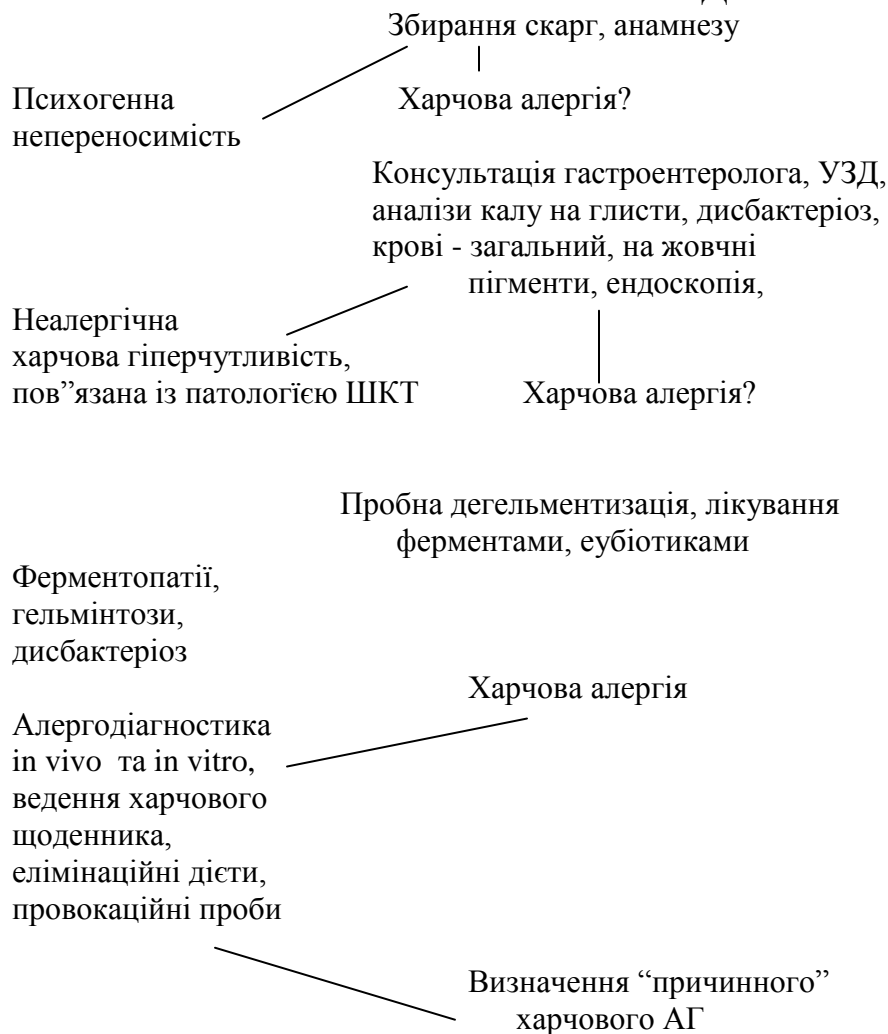 Збирання скарг, анамнезу
Психогенна
непереносимість
Харчова алергія?
Консультація гастроентеролога, УЗД,
аналізи калу на глисти, дисбактеріоз,
крові - загальний, на жовчні
пігменти, ендоскопія,
Неалергічна
харчова гіперчутливість,
пов”язана із патологїєю ШКТ
Харчова алергія?
Пробна дегельментизація, лікування
ферментами, еубіотиками
Ферментопатії,
гельмінтози,
дисбактеріоз
Харчова алергія
Алергодіагностика
in vivo та in vitro,
ведення харчового
щоденника,
елімінаційні дієти,
провокаційні проби
Визначення “причинного”
харчового АГ